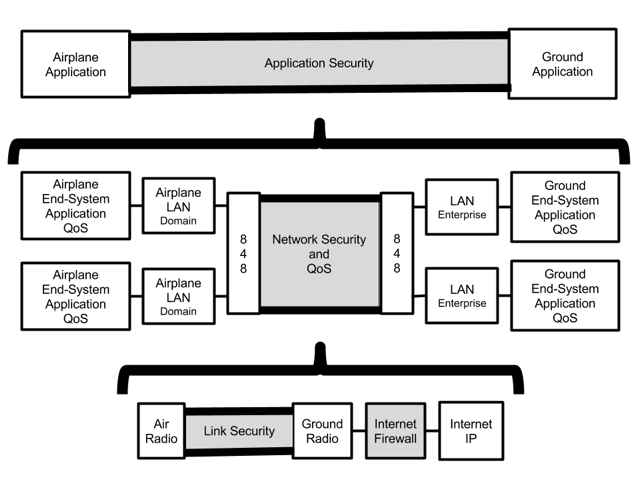 Airplane
Application
Application Security
Ground
Application
Airplane
End-System
Application
QoS
Airplane
LAN
Domain
8
4
8
Network Security
and
QoS
8
4
8
LAN
Enterprise
Ground
End-System
Application
QoS
Airplane
End-System
Application
QoS
Airplane
LAN
Domain
LAN
Enterprise
Ground
End-System
Application
QoS
Air
Radio
Link Security
Ground
Radio
Internet
Firewall
Internet
IP